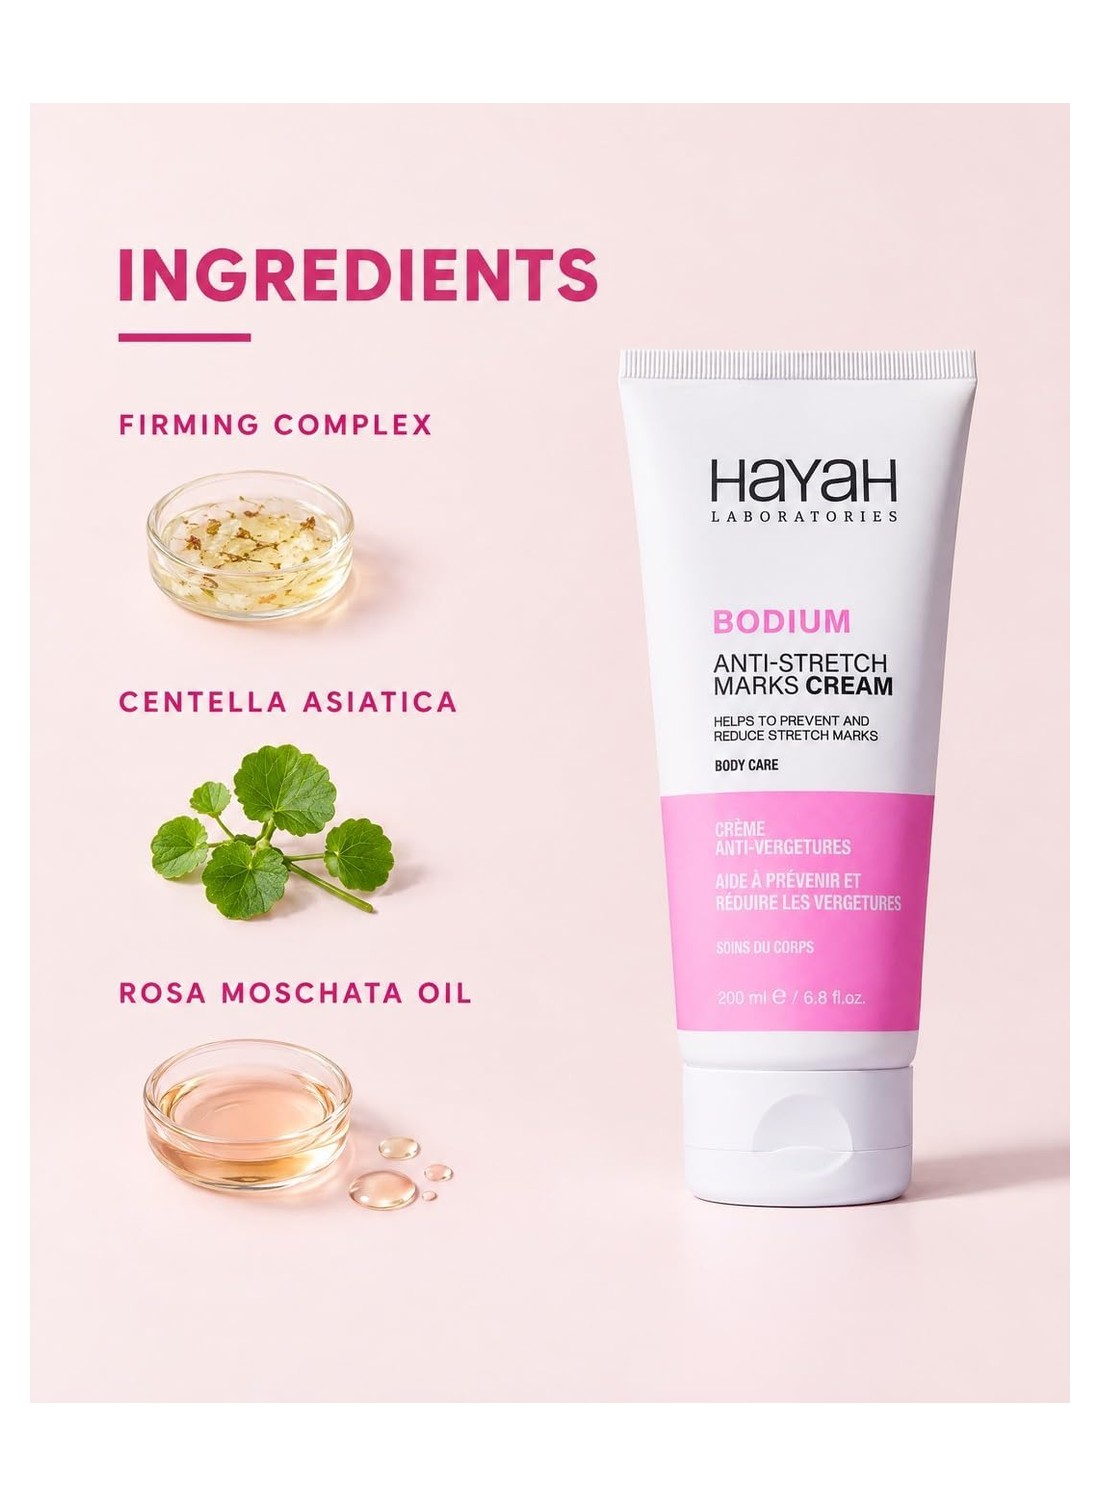 INGREDIENTS
FIRMING COMPLEX
CENTELLA ASIATICA
ROSA MOSCHATA OIL
HAYAH
LABORATORIES
BODIUM
ANTI-STRETCH
MARKS CREAM
HELPS TO PREVENT AND
REDUCE STRETCH MARKS
BODY CARE
CRÈME
ANTI-VERGETURES
AIDE À PRÉVENIR ET
RÉDUIRE LES VERGETURES
SOINS DU CORPS
200 ml ℮ / 6.8 fl.oz.